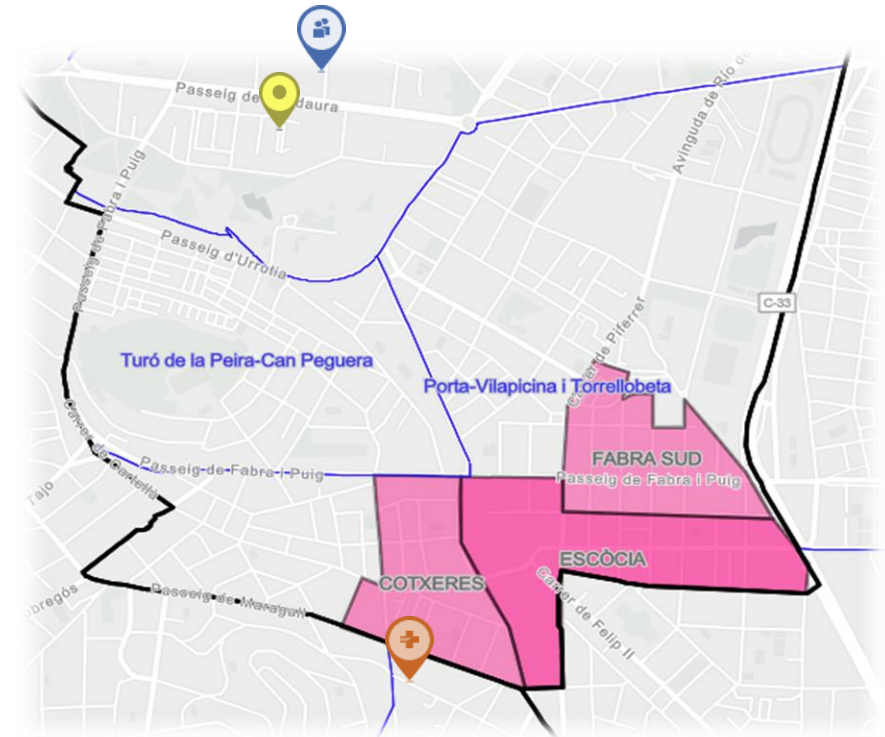 Passeig de
daura
Avinguda de Río de
Passeig de Fabra i Puig
Passeig d'Urrutia
C-33
Carrer de Piferrer
Turó de la Peira-Can Peguera
Porta-Vilapicina i Torrellobeta
Carrer de Cartellà
FABRA SUD
Passeig de Fabra i Puig
Passeig de Fabra i Puig
Tajo
ESCÒCIA
COTXERES
Carrer de Felip II
Passeig de Maragall
obregós